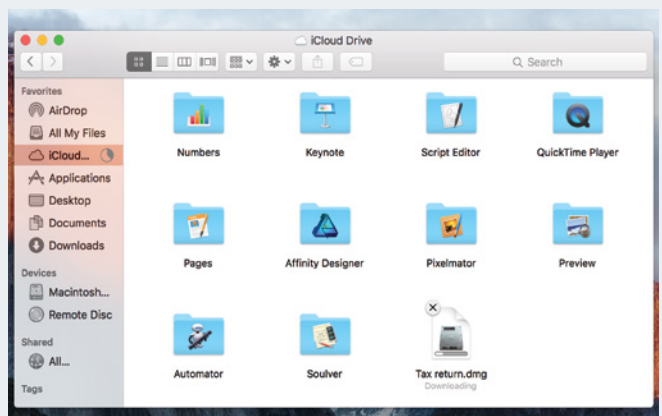 iCloud Drive
Search
Favorites
AirDrop
All My Files
iCloud...
Applications
Desktop
Documents
Downloads
Devices
Macintosh...
Remote Disc
Shared
All...
Tags
Numbers
Keynote
Script Editor
QuickTime Player
Pages
Affinity Designer
Pixelmator
Preview
Automator
Soulver
Tax return.dmg
Downloading